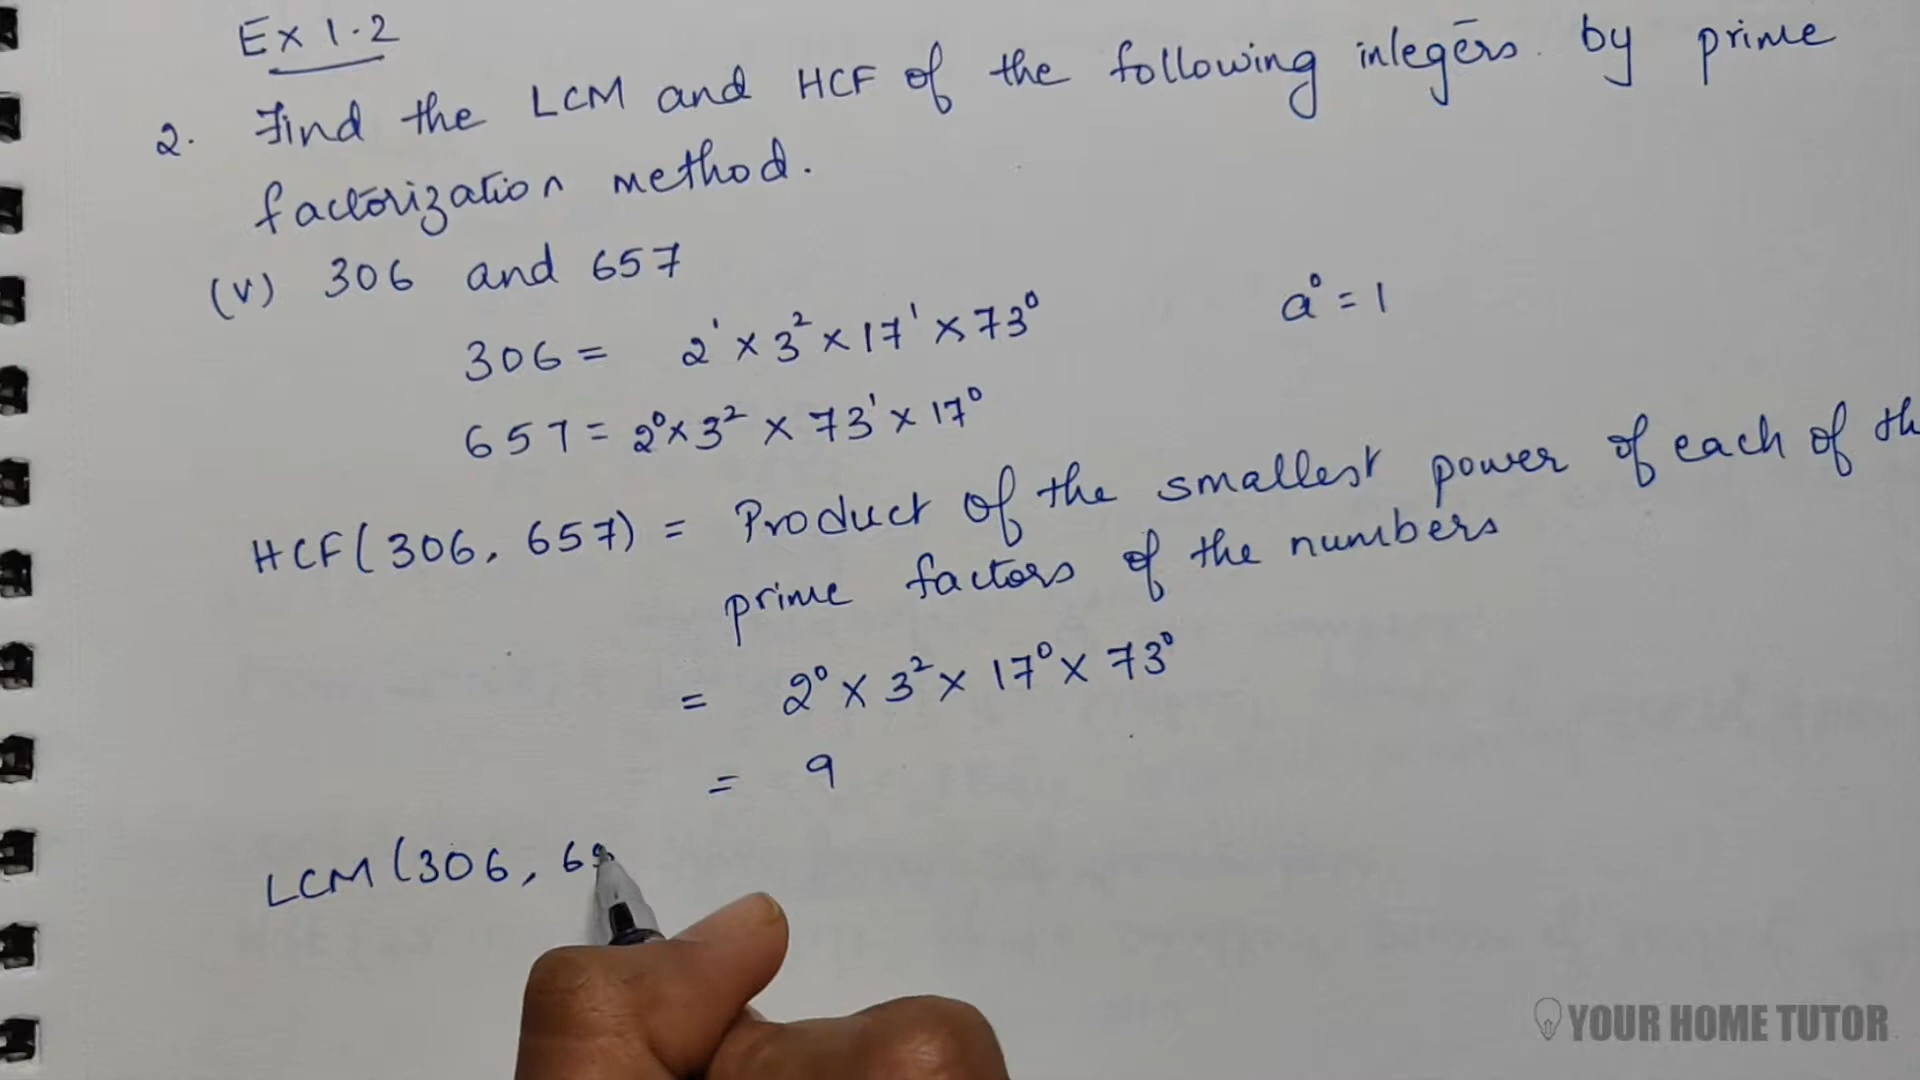 Ex 1.2
2. Find the LCM and HCF of the following integers by prime
factorization method.
(V) 306 and 657
306 = 2¹ × 3² × 17¹ × 73⁰
a⁰ = 1
657 = 2⁰ × 3² × 73¹ × 17⁰
HCF(306, 657) = Product of the smallest power of each of th
prime factors of the numbers
= 2⁰ × 3² × 17⁰ × 73⁰
= 9
LCM(306, 65
YOUR HOME TUTOR